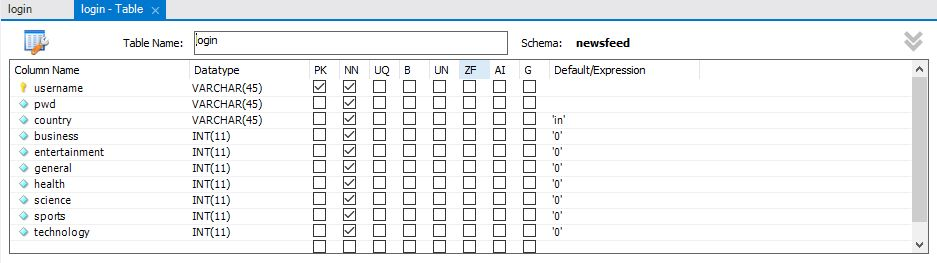 login login - Table ×
Table Name: login Schema: newsfeed
Column Name Datatype PK NN UQ B UN ZF AI G Default/Expression
username VARCHAR(45)
pwd VARCHAR(45)
country VARCHAR(45) 'in'
business INT(11) '0'
entertainment INT(11) '0'
general INT(11) '0'
health INT(11) '0'
science INT(11) '0'
sports INT(11) '0'
technology INT(11) '0'